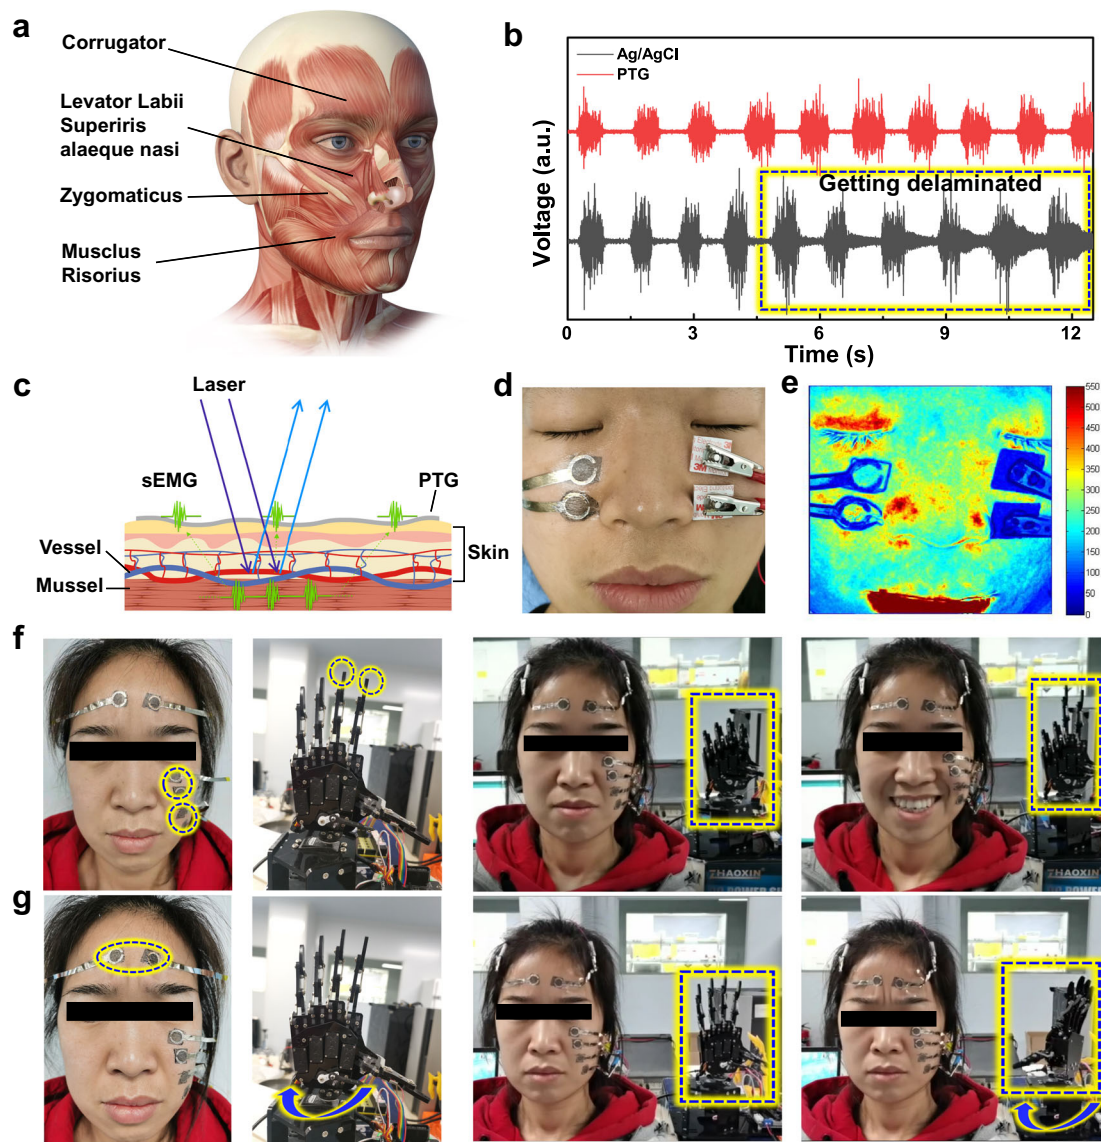 a
Corrugator
Levator Labii
Superiris
alaeque nasi
Zygomaticus
Musclus
Risorius
b
Ag/AgCl
PTG
Getting delaminated
Voltage (a.u.)
0 3 6 9 12
Time (s)
c
Laser
sEMG
PTG
Vessel
Skin
Mussel
d
3M
e
550
500
450
400
350
300
250
200
150
100
50
0
f
ZHAOXIN
ZHAOXIN
g